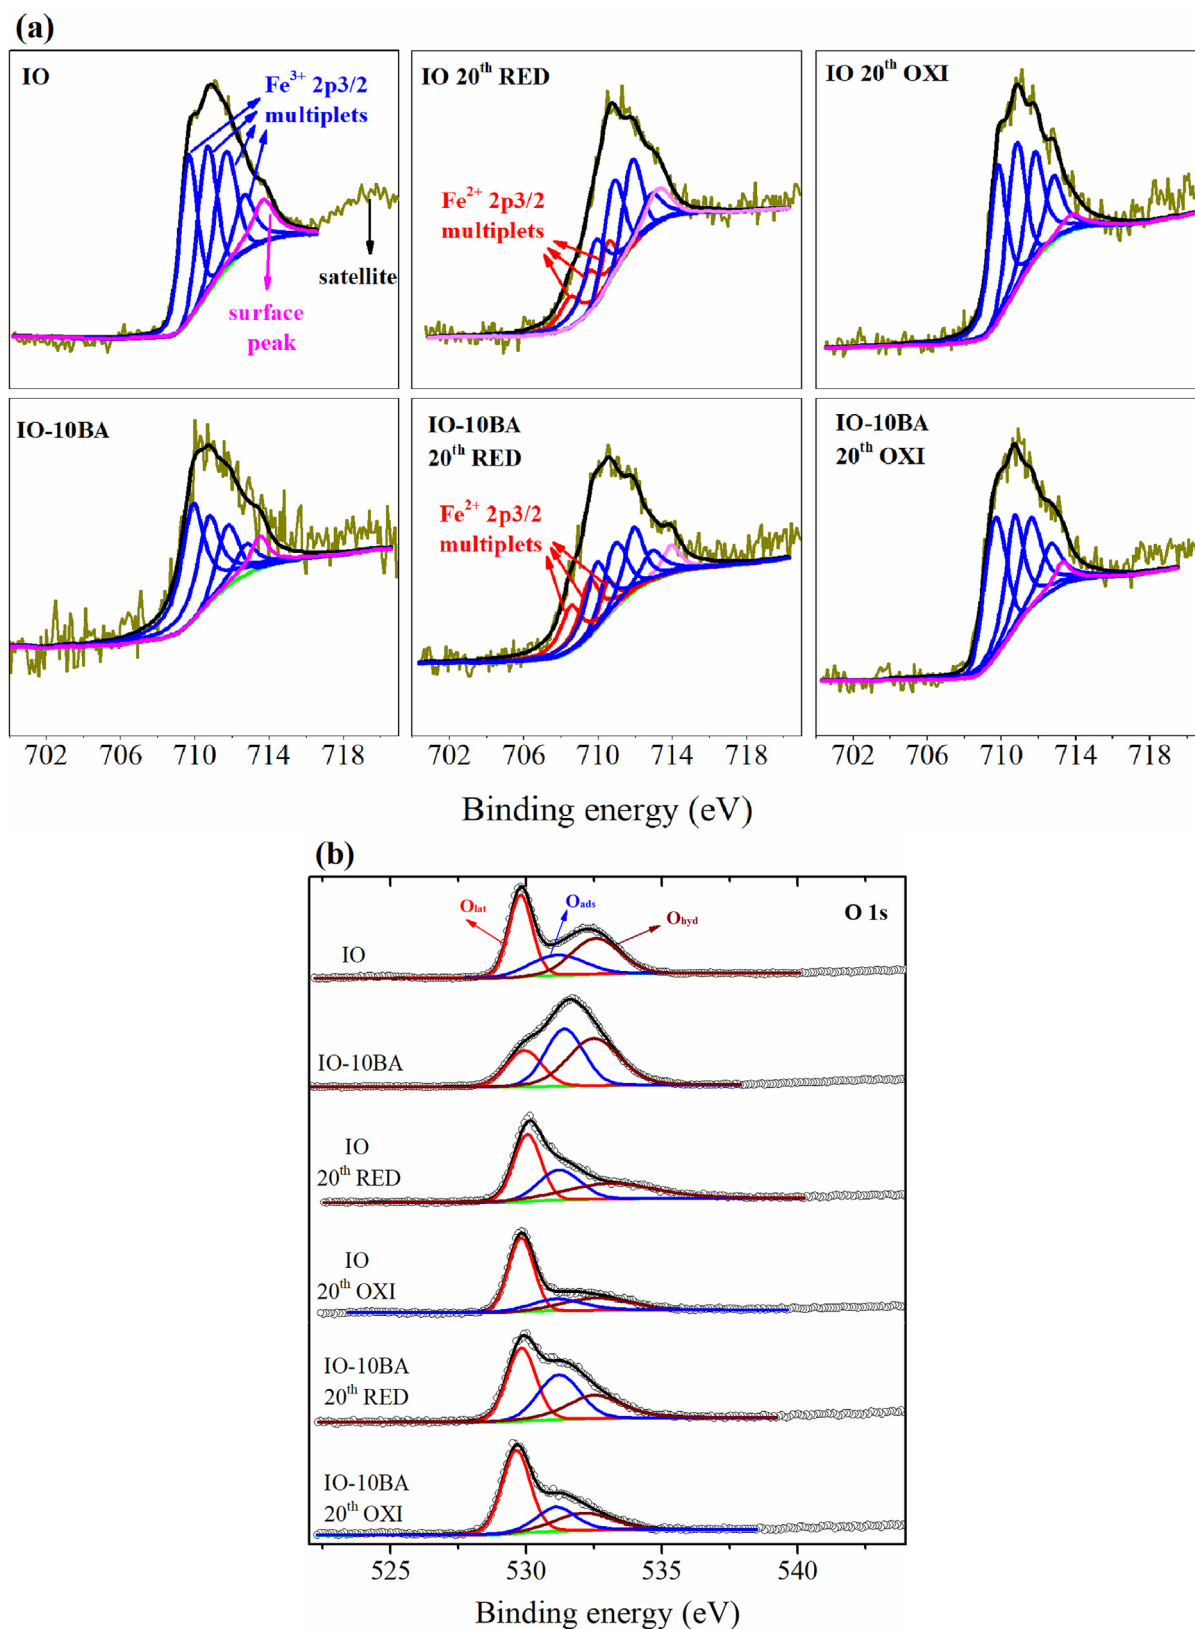 (a)
IO
Fe3+ 2p3/2
multiplets
satellite
surface
peak
IO 20th RED
Fe2+ 2p3/2
multiplets
IO 20th OXI
IO-10BA
IO-10BA
20th RED
Fe2+ 2p3/2
multiplets
IO-10BA
20th OXI
702 706 710 714 718
702 706 710 714 718
702 706 710 714 718
Binding energy (eV)
(b)
O 1s
Olat
Oads
Ohyd
IO
IO-10BA
IO
20th RED
IO
20th OXI
IO-10BA
20th RED
IO-10BA
20th OXI
525 530 535 540
Binding energy (eV)